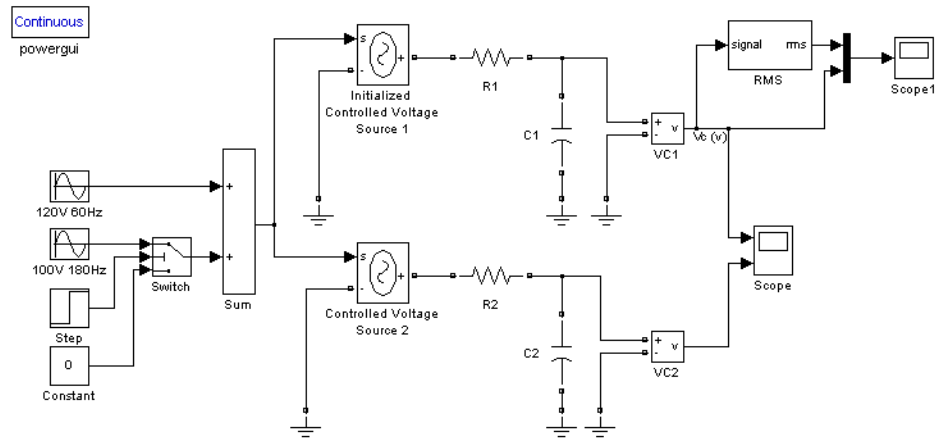 Continuous
powergui
s
-
+
Initialized
Controlled Voltage
Source 1
R1
C1
+
-
v
VC1
signal rms
RMS
Scope1
Vc (v)
120V 60Hz
100V 180Hz
Switch
Step
0
Constant
+
+
Sum
s
-
+
Controlled Voltage
Source 2
R2
C2
+
-
v
VC2
Scope